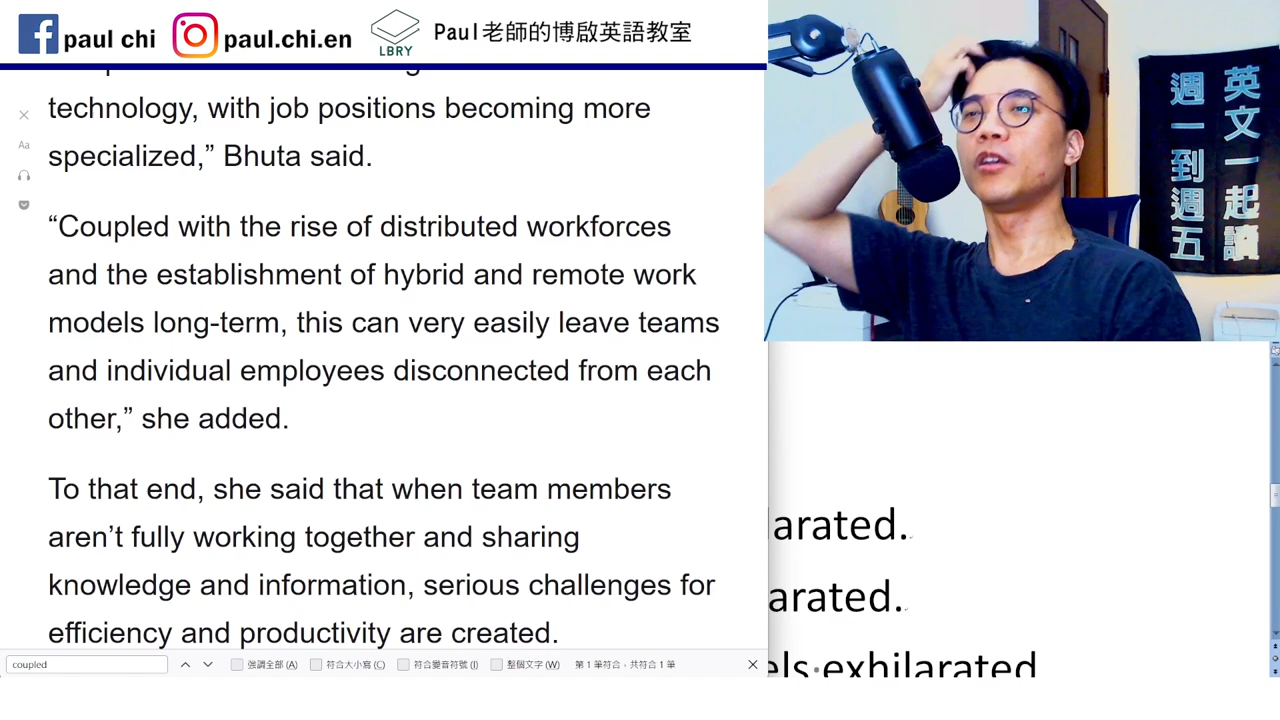 paul chi
paul.chi.en
LBRY
Paul老師的博啟英語教室
technology, with job positions becoming more
specialized,” Bhuta said.
“Coupled with the rise of distributed workforces
and the establishment of hybrid and remote work
models long-term, this can very easily leave teams
and individual employees disconnected from each
other,” she added.
To that end, she said that when team members
aren’t fully working together and sharing
knowledge and information, serious challenges for
efficiency and productivity are created.
Aa
coupled
強調全部 (A)
符合大小寫 (C)
符合變音符號 (I)
整個文字 (W)
第 1 筆符合，共符合 1 筆
英文一起讀
週一到週五
larated.
arated.
els exhilarated